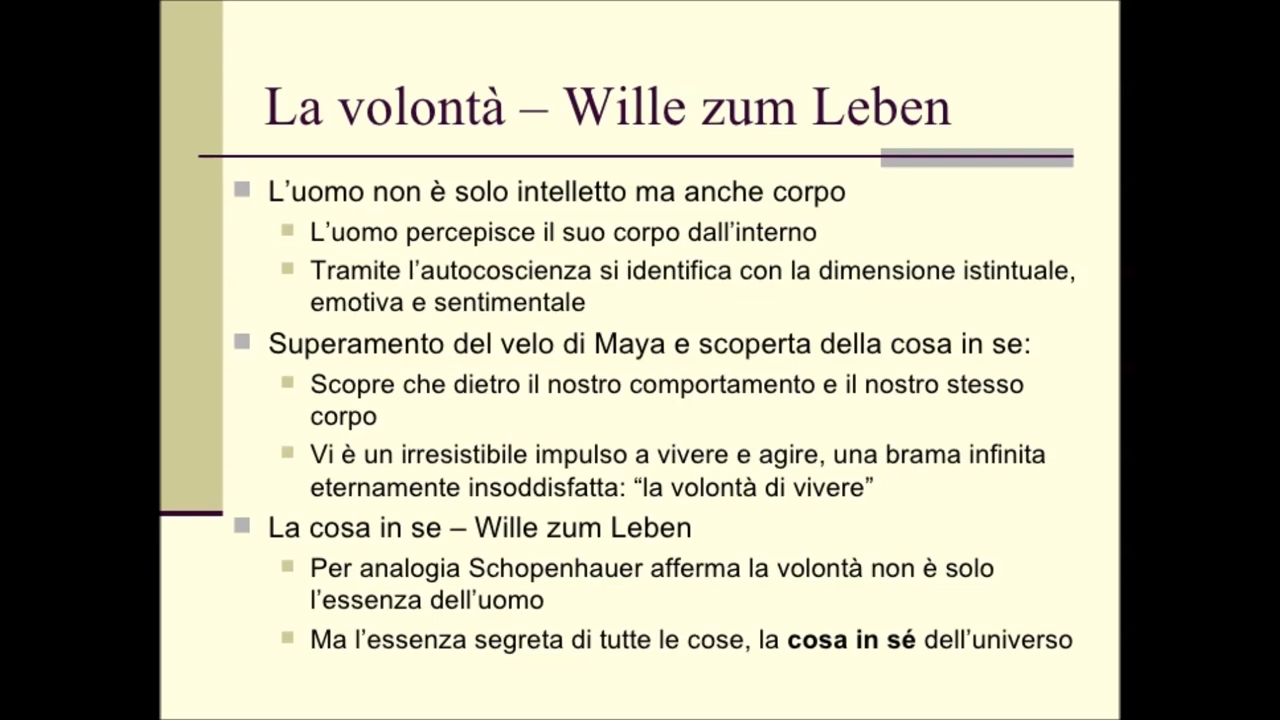 La volontà – Wille zum Leben
L’uomo non è solo intelletto ma anche corpo
L’uomo percepisce il suo corpo dall’interno
Tramite l’autocoscienza si identifica con la dimensione istintuale,
emotiva e sentimentale
Superamento del velo di Maya e scoperta della cosa in se:
Scopre che dietro il nostro comportamento e il nostro stesso
corpo
Vi è un irresistibile impulso a vivere e agire, una brama infinita
eternamente insoddisfatta: “la volontà di vivere”
La cosa in se – Wille zum Leben
Per analogia Schopenhauer afferma la volontà non è solo
l’essenza dell’uomo
Ma l’essenza segreta di tutte le cose, la cosa in sé dell’universo